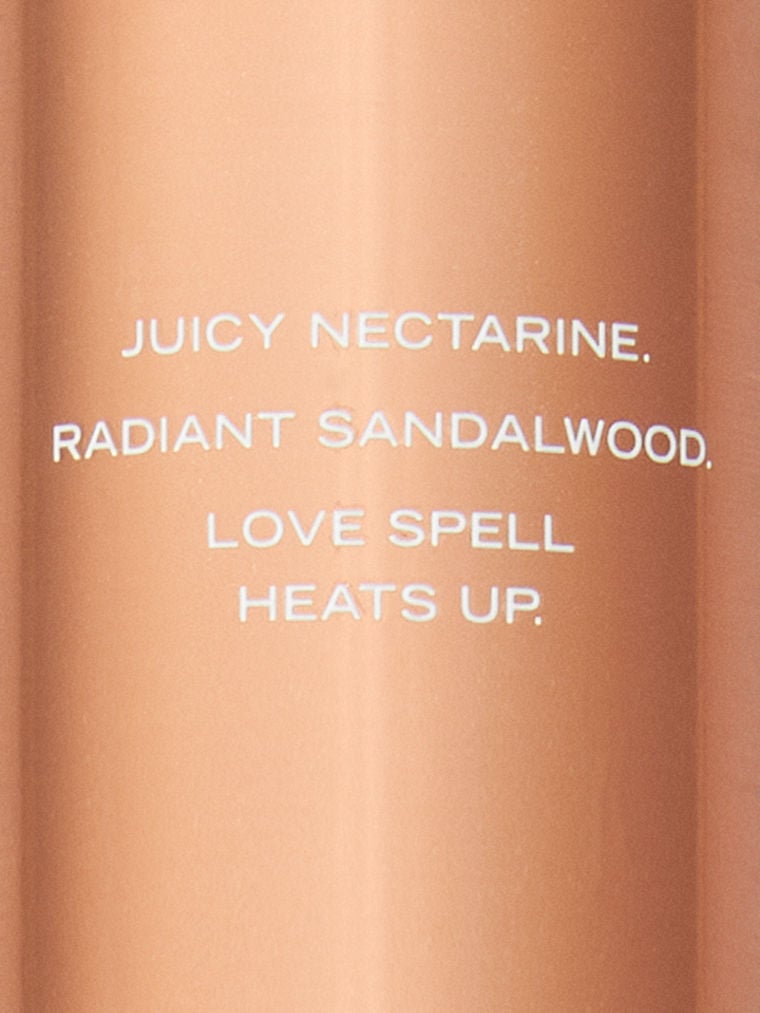 JUICY NECTARINE.
RADIANT SANDALWOOD.
LOVE SPELL
HEATS UP.